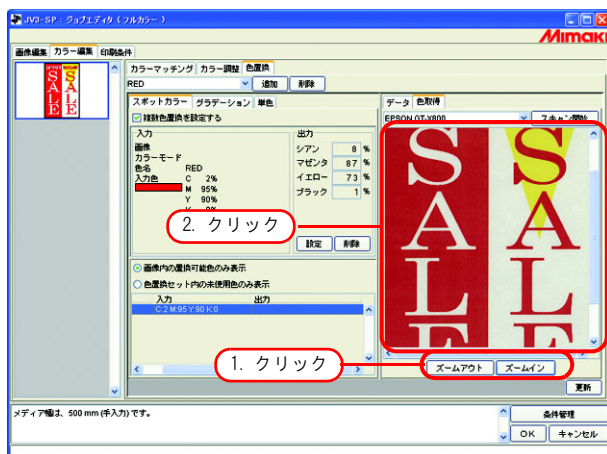 JV3-SP : ジョブエディタ ( フルカラー )
Mimaki
画像編集 カラー編集 印刷条件
SALE SALE
カラーマッチング カラー調整 色置換
RED 追加 削除
スポットカラー グラデーション 単色
複数色置換を設定する
入力
画像
カラーモード
色名 RED
入力色 C 2%
M 95%
Y 90%
K 0%
出力
シアン 8 %
マゼンタ 87 %
イエロー 73 %
ブラック 1 %
2. クリック
設定 削除
画像内の置換可能色のみ表示
色置換セット内の未使用色のみ表示
入力 出力
C:2 M:95 Y:90 K:0
データ 色取得
EPSON GT-X800 スキャン開始
SALE SALE
1. クリック
ズームアウト ズームイン
更新
メディア幅は、500 mm (手入力) です。
条件管理
OK キャンセル